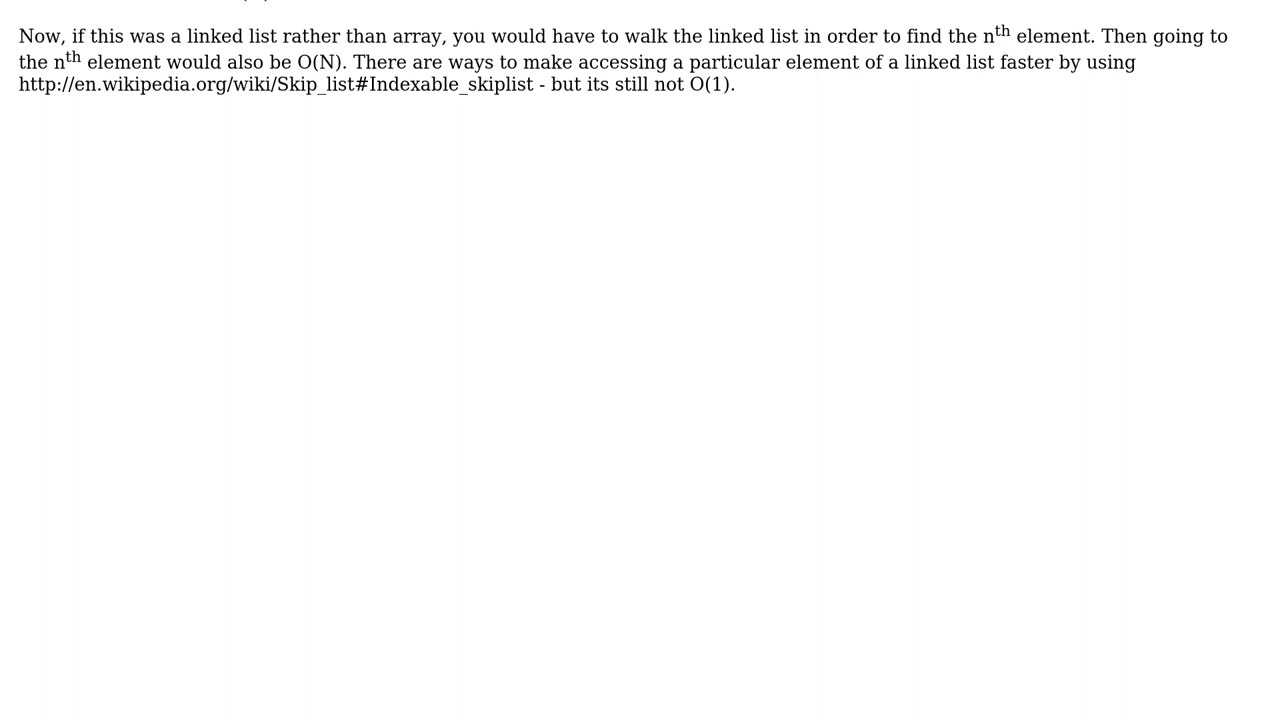 Now, if this was a linked list rather than array, you would have to walk the linked list in order to find the nth element. Then going to
the nth element would also be O(N). There are ways to make accessing a particular element of a linked list faster by using
http://en.wikipedia.org/wiki/Skip_list#Indexable_skiplist - but its still not O(1).